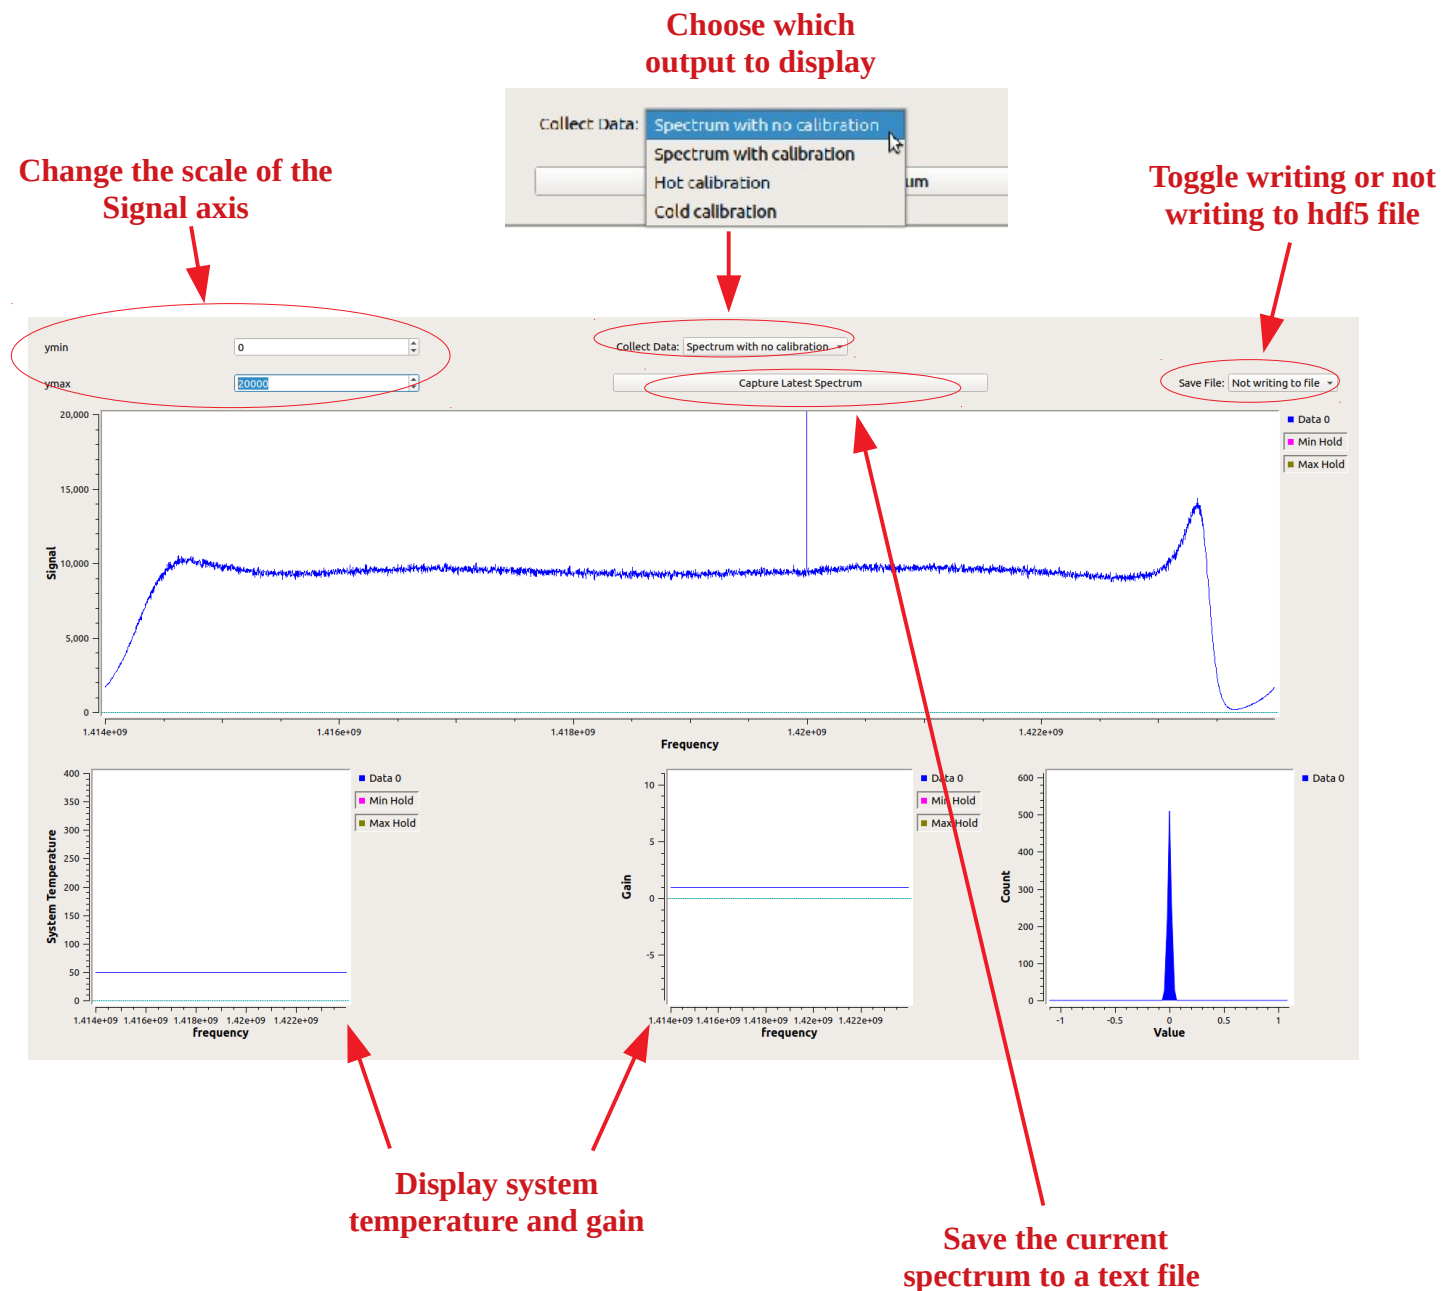 Choose which
output to display
Collect Data:
Spectrum with no calibration
Spectrum with calibration
Hot calibration
Cold calibration
um
Change the scale of the
Signal axis
Toggle writing or not
writing to hdf5 file
ymin
0
Collect Data:
Spectrum with no calibration
ymax
20000
Capture Latest Spectrum
Save File:
Not writing to file
20,000
15,000
10,000
5,000
0
Signal
1.414e+09
1.416e+09
1.418e+09
1.42e+09
1.422e+09
Frequency
Data 0
Min Hold
Max Hold
400
350
300
250
200
150
100
50
0
System Temperature
1.414e+09
1.416e+09
1.418e+09
1.42e+09
1.422e+09
frequency
Data 0
Min Hold
Max Hold
10
5
0
-5
Gain
1.414e+09
1.416e+09
1.418e+09
1.42e+09
1.422e+09
frequency
Data 0
Min Hold
Max Hold
600
500
400
300
200
100
0
Count
-1
-0.5
0
0.5
1
Value
Data 0
Display system
temperature and gain
Save the current
spectrum to a text file